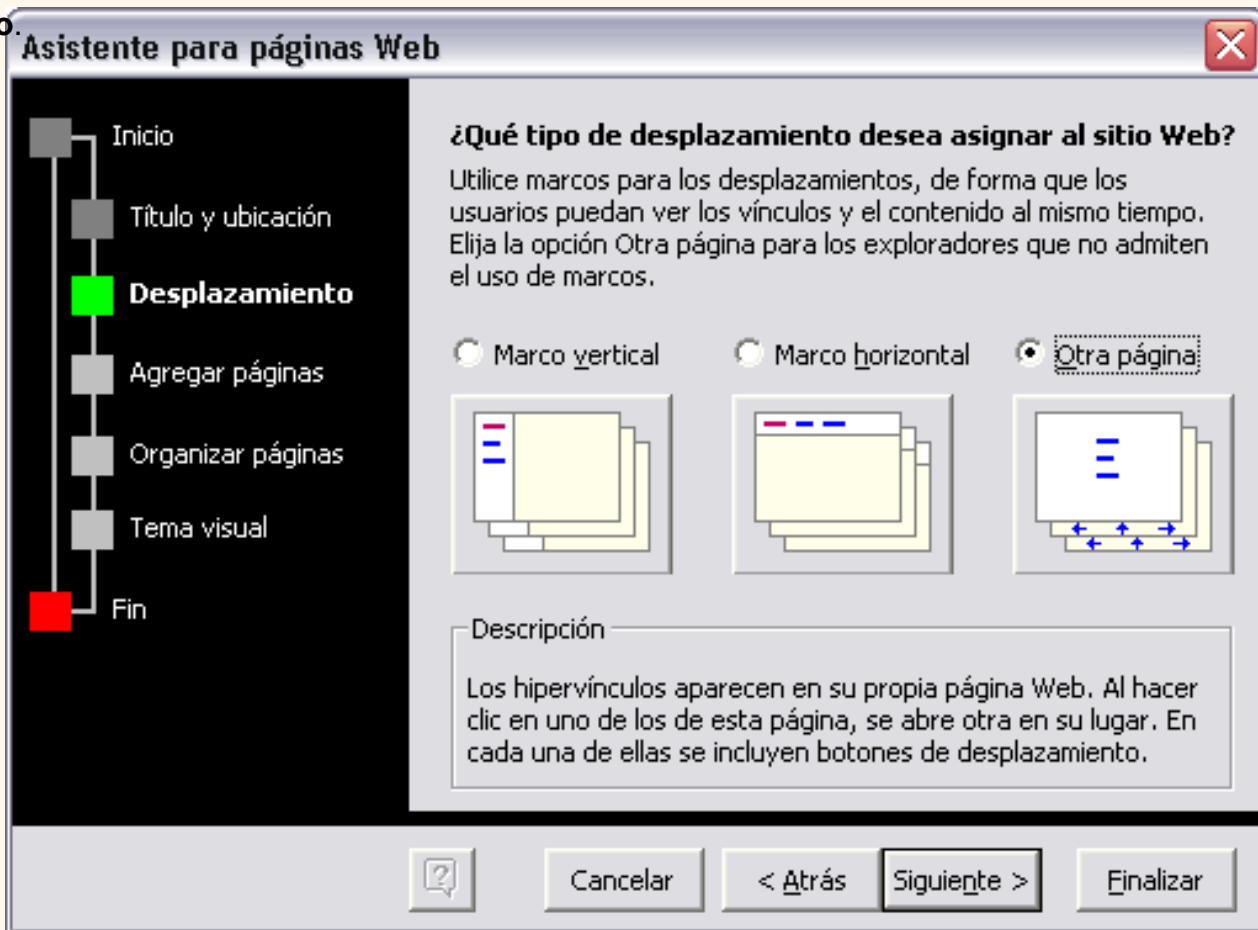 o.
Asistente para páginas Web
Inicio
Título y ubicación
Desplazamiento
Agregar páginas
Organizar páginas
Tema visual
Fin
¿Qué tipo de desplazamiento desea asignar al sitio Web?
Utilice marcos para los desplazamientos, de forma que los
usuarios puedan ver los vínculos y el contenido al mismo tiempo.
Elija la opción Otra página para los exploradores que no admiten
el uso de marcos.
Marco vertical
Marco horizontal
Otra página
Descripción
Los hipervínculos aparecen en su propia página Web. Al hacer
clic en uno de los de esta página, se abre otra en su lugar. En
cada una de ellas se incluyen botones de desplazamiento.
Cancelar
< Atrás
Siguiente >
Finalizar